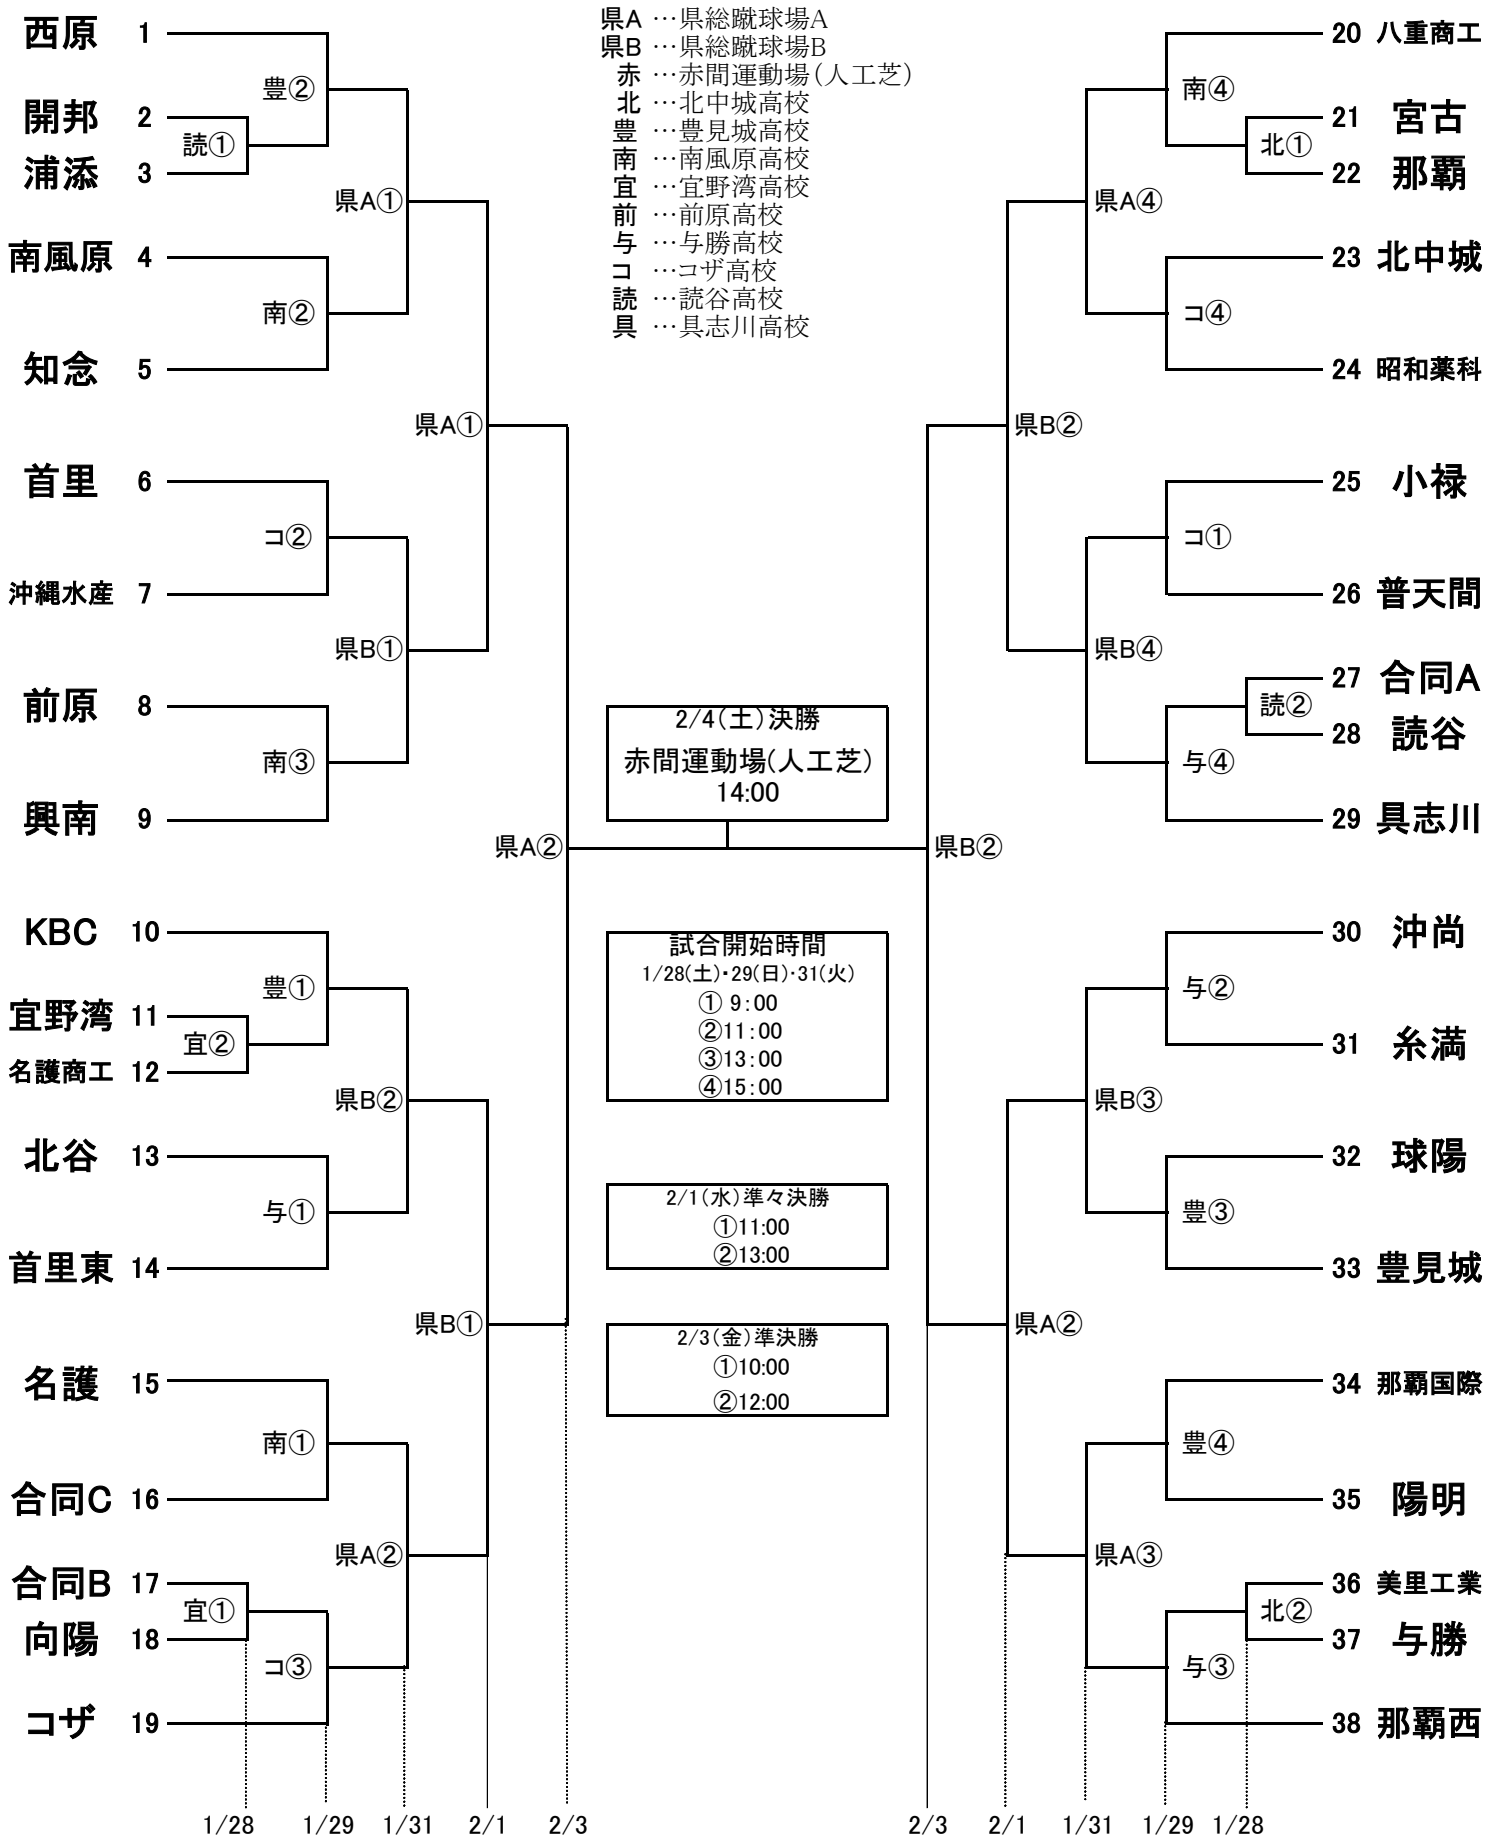 県A …県総蹴球場A
県B …県総蹴球場B
赤 …赤間運動場(人工芝)
北 …北中城高校
豊 …豊見城高校
南 …南風原高校
宜 …宜野湾高校
前 …前原高校
与 …与勝高校
コ …コザ高校
読 …読谷高校
具 …具志川高校
西原 1
豊②
開邦 2
読①
浦添 3
県A①
南風原 4
南②
知念 5
県A①
首里 6
コ②
沖縄水産 7
県B①
前原 8
南③
興南 9
県A②
KBC 10
豊①
宜野湾 11
宜②
名護商工 12
県B②
北谷 13
与①
首里東 14
県B①
名護 15
南①
合同C 16
県A②
合同B 17
宜①
向陽 18
コ③
コザ 19
2/4(土)決勝
赤間運動場(人工芝)
14:00
試合開始時間
1/28(土)・29(日)・31(火)
① 9:00
②11:00
③13:00
④15:00
2/1(水)準々決勝
①11:00
②13:00
2/3(金)準決勝
①10:00
②12:00
20 八重商工
南④
21 宮古
北①
22 那覇
県A④
23 北中城
コ④
24 昭和薬科
県B②
25 小禄
コ①
26 普天間
県B④
27 合同A
読②
28 読谷
与④
29 具志川
県B②
30 沖尚
与②
31 糸満
県B③
32 球陽
豊③
33 豊見城
県A②
34 那覇国際
豊④
35 陽明
県A③
36 美里工業
北②
37 与勝
与③
38 那覇西
1/28 1/29 1/31 2/1 2/3 2/3 2/1 1/31 1/29 1/28